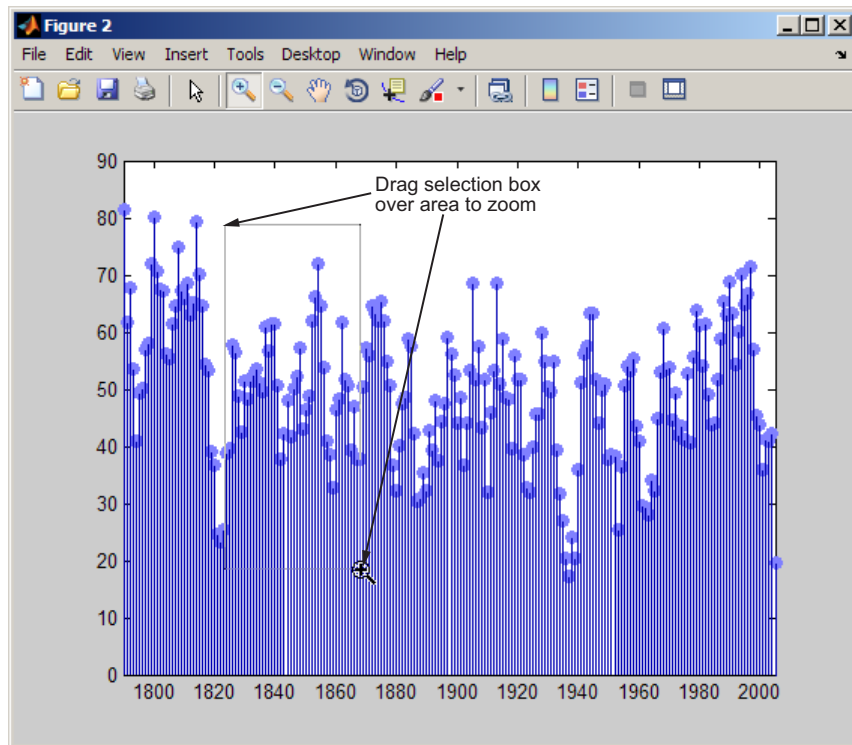 Figure 2
File Edit View Insert Tools Desktop Window Help
90
80
70
60
50
40
30
20
10
0
Drag selection box
over area to zoom
1800 1820 1840 1860 1880 1900 1920 1940 1960 1980 2000